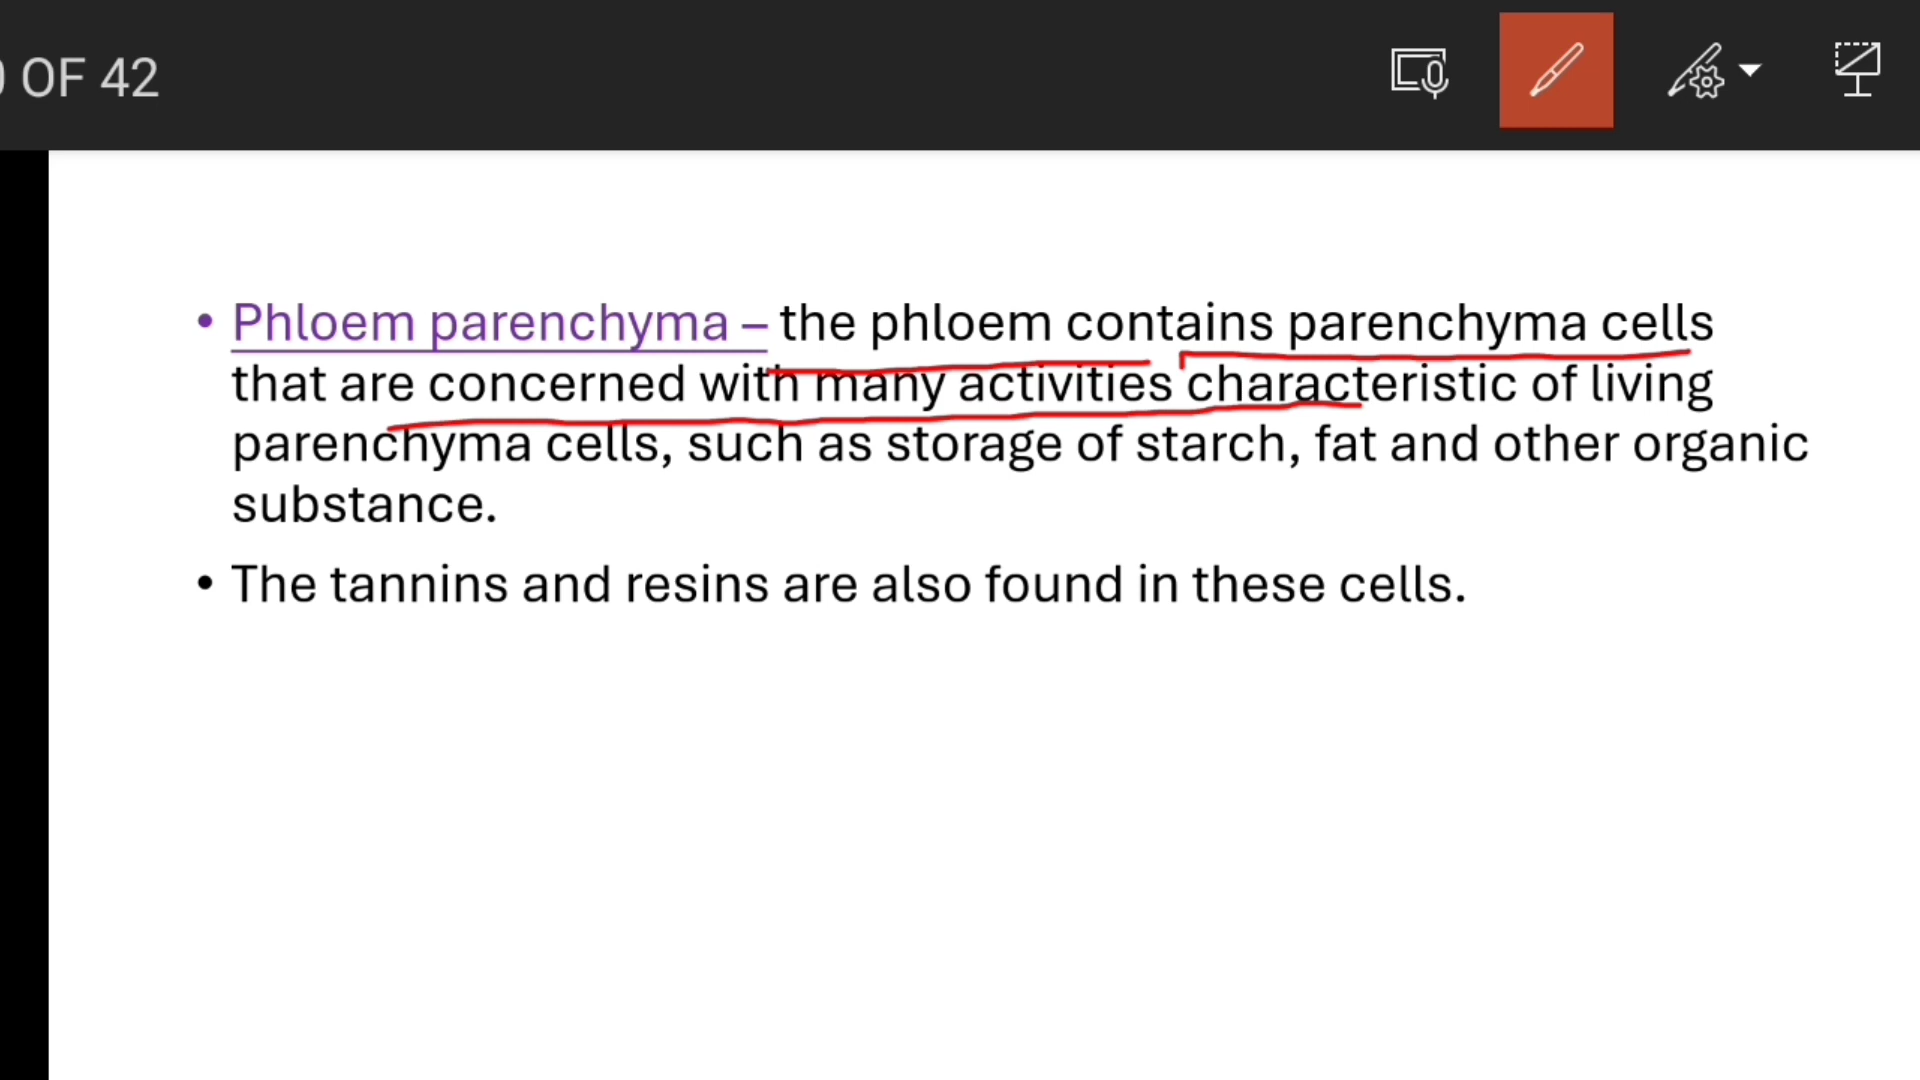 OF 42
• Phloem parenchyma – the phloem contains parenchyma cells
that are concerned with many activities characteristic of living
parenchyma cells, such as storage of starch, fat and other organic
substance.
• The tannins and resins are also found in these cells.